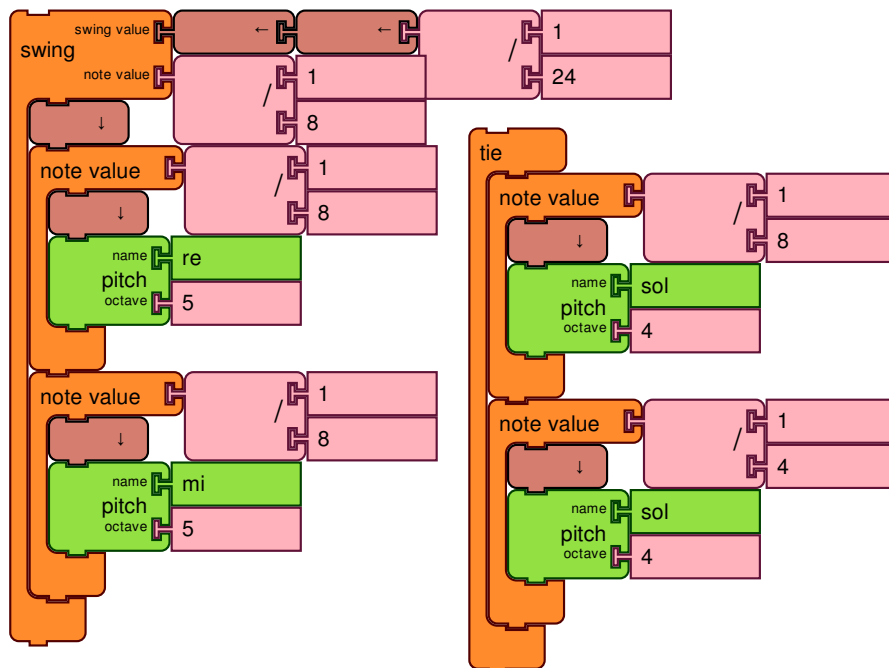 swing
swing value
←
←
/
1
24
note value
/
1
8
↓
note value
/
1
8
↓
name
re
pitch
octave
5
note value
/
1
8
↓
name
mi
pitch
octave
5
tie
note value
/
1
8
↓
name
sol
pitch
octave
4
note value
/
1
4
↓
name
sol
pitch
octave
4